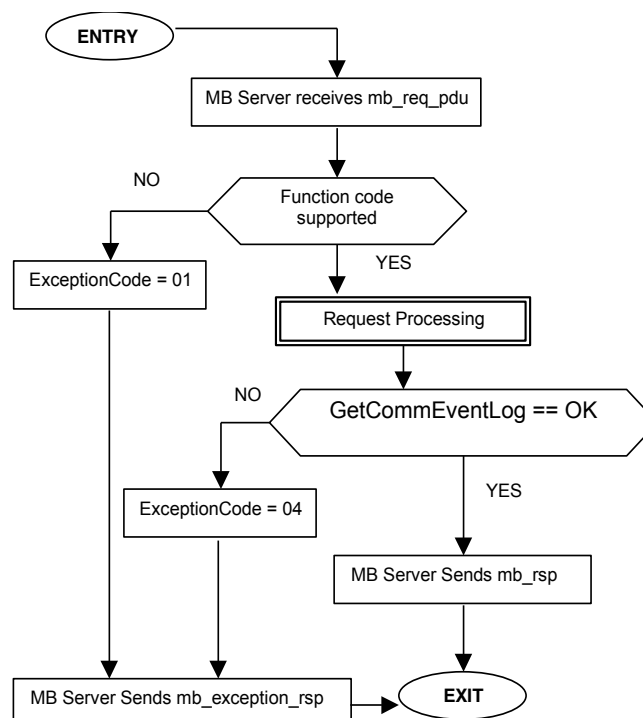 ENTRY
MB Server receives mb_req_pdu
NO
Function code
supported
YES
ExceptionCode = 01
Request Processing
NO
GetCommEventLog == OK
YES
ExceptionCode = 04
MB Server Sends mb_rsp
MB Server Sends mb_exception_rsp
EXIT